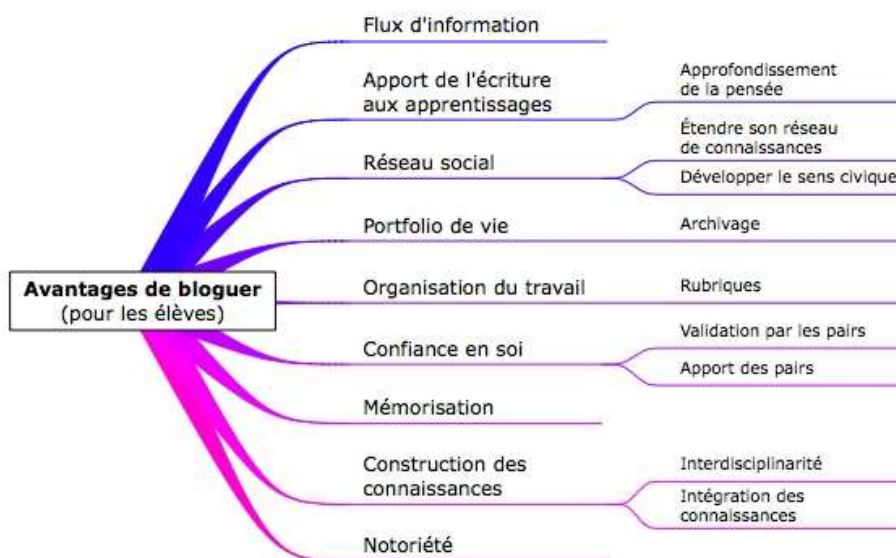 Flux d'information
Apport de l'écriture
aux apprentissages
Approfondissement
de la pensée
Réseau social
Étendre son réseau
de connaissances
Développer le sens civique
Portfolio de vie
Archivage
Avantages de bloguer
(pour les élèves)
Organisation du travail
Rubriques
Confiance en soi
Validation par les pairs
Apport des pairs
Mémorisation
Construction des
connaissances
Interdisciplinarité
Intégration des
connaissances
Notoriété